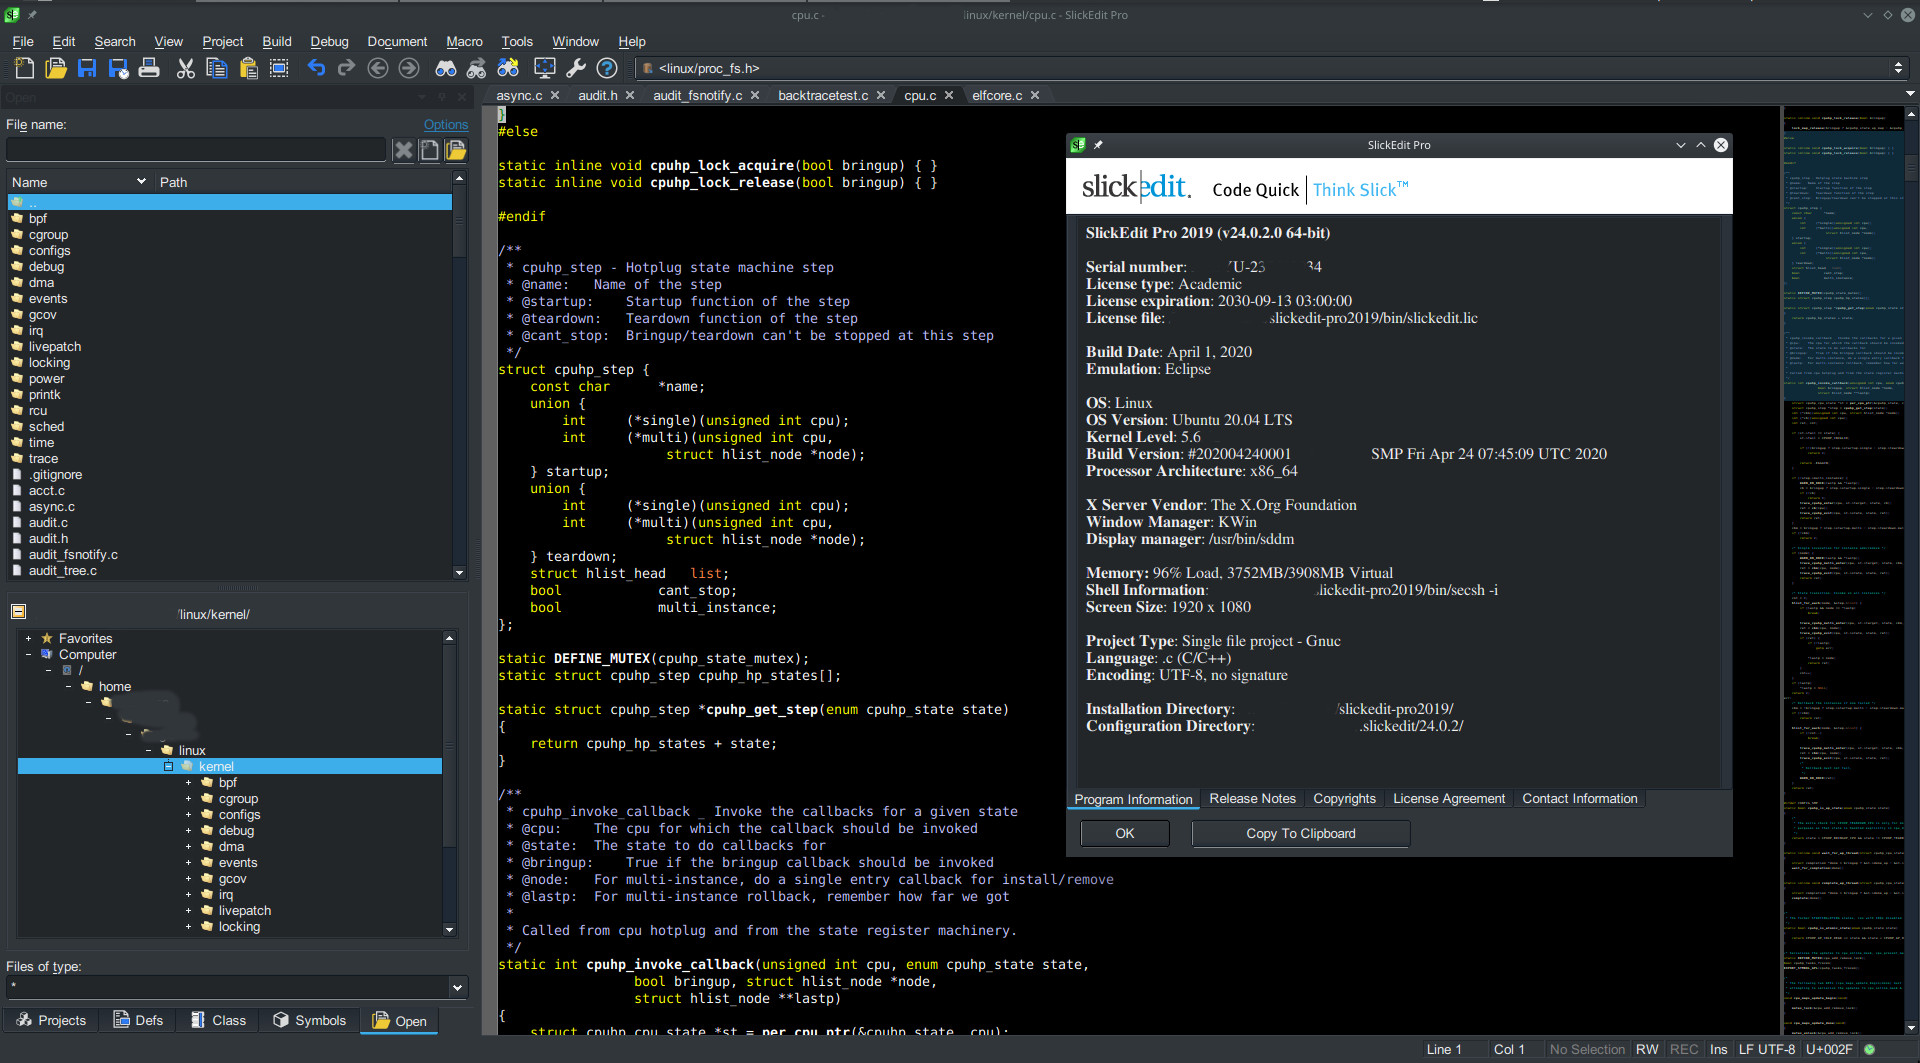 cpu.c - linux/kernel/cpu.c - SlickEdit Pro
File Edit Search View Project Build Debug Document Macro Tools Window Help
<linux/proc_fs.h>
Open
async.c audit.h audit_fsnotify.c backtracetest.c cpu.c elfcore.c
File name:
Options
Name Path
..
bpf
cgroup
configs
debug
dma
events
gcov
irq
livepatch
locking
power
printk
rcu
sched
time
trace
.gitignore
acct.c
async.c
audit.c
audit.h
audit_fsnotify.c
audit_tree.c
/linux/kernel/
Favorites
Computer
/
home
linux
kernel
bpf
cgroup
configs
debug
dma
events
gcov
irq
livepatch
locking
Files of type:
*
Projects Defs Class Symbols Open
}
#else
static inline void cpuhp_lock_acquire(bool bringup) { }
static inline void cpuhp_lock_release(bool bringup) { }
#endif
/**
* cpuhp_step - Hotplug state machine step
* @name: Name of the step
* @startup: Startup function of the step
* @teardown: Teardown function of the step
* @cant_stop: Bringup/teardown can't be stopped at this step
*/
struct cpuhp_step {
const char *name;
union {
int (*single)(unsigned int cpu);
int (*multi)(unsigned int cpu,
struct hlist_node *node);
} startup;
union {
int (*single)(unsigned int cpu);
int (*multi)(unsigned int cpu,
struct hlist_node *node);
} teardown;
struct hlist_head list;
bool cant_stop;
bool multi_instance;
};
static DEFINE_MUTEX(cpuhp_state_mutex);
static struct cpuhp_step cpuhp_hp_states[];
static struct cpuhp_step *cpuhp_get_step(enum cpuhp_state state)
{
return cpuhp_hp_states + state;
}
/**
* cpuhp_invoke_callback _ Invoke the callbacks for a given state
* @cpu: The cpu for which the callback should be invoked
* @state: The state to do callbacks for
* @bringup: True if the bringup callback should be invoked
* @node: For multi-instance, do a single entry callback for install/remove
* @lastp: For multi-instance rollback, remember how far we got
*
* Called from cpu hotplug and from the state register machinery.
*/
static int cpuhp_invoke_callback(unsigned int cpu, enum cpuhp_state state,
bool bringup, struct hlist_node *node,
struct hlist_node **lastp)
{
struct cpuhp_cpu_state *st = per_cpu_ptr(&cpuhp_state, cpu);
SlickEdit Pro
slickedit. Code Quick Think Slick™
SlickEdit Pro 2019 (v24.0.2.0 64-bit)
Serial number: U-23 34
License type: Academic
License expiration: 2030-09-13 03:00:00
License file: slickedit-pro2019/bin/slickedit.lic
Build Date: April 1, 2020
Emulation: Eclipse
OS: Linux
OS Version: Ubuntu 20.04 LTS
Kernel Level: 5.6
Build Version: #202004240001 SMP Fri Apr 24 07:45:09 UTC 2020
Processor Architecture: x86_64
X Server Vendor: The X.Org Foundation
Window Manager: KWin
Display manager: /usr/bin/sddm
Memory: 96% Load, 3752MB/3908MB Virtual
Shell Information: slickedit-pro2019/bin/secsh -i
Screen Size: 1920 x 1080
Project Type: Single file project - Gnuc
Language: .c (C/C++)
Encoding: UTF-8, no signature
Installation Directory: /slickedit-pro2019/
Configuration Directory: .slickedit/24.0.2/
Program Information Release Notes Copyrights License Agreement Contact Information
OK Copy To Clipboard
Line 1 Col 1 No Selection RW REC Ins LF UTF-8 U+002F